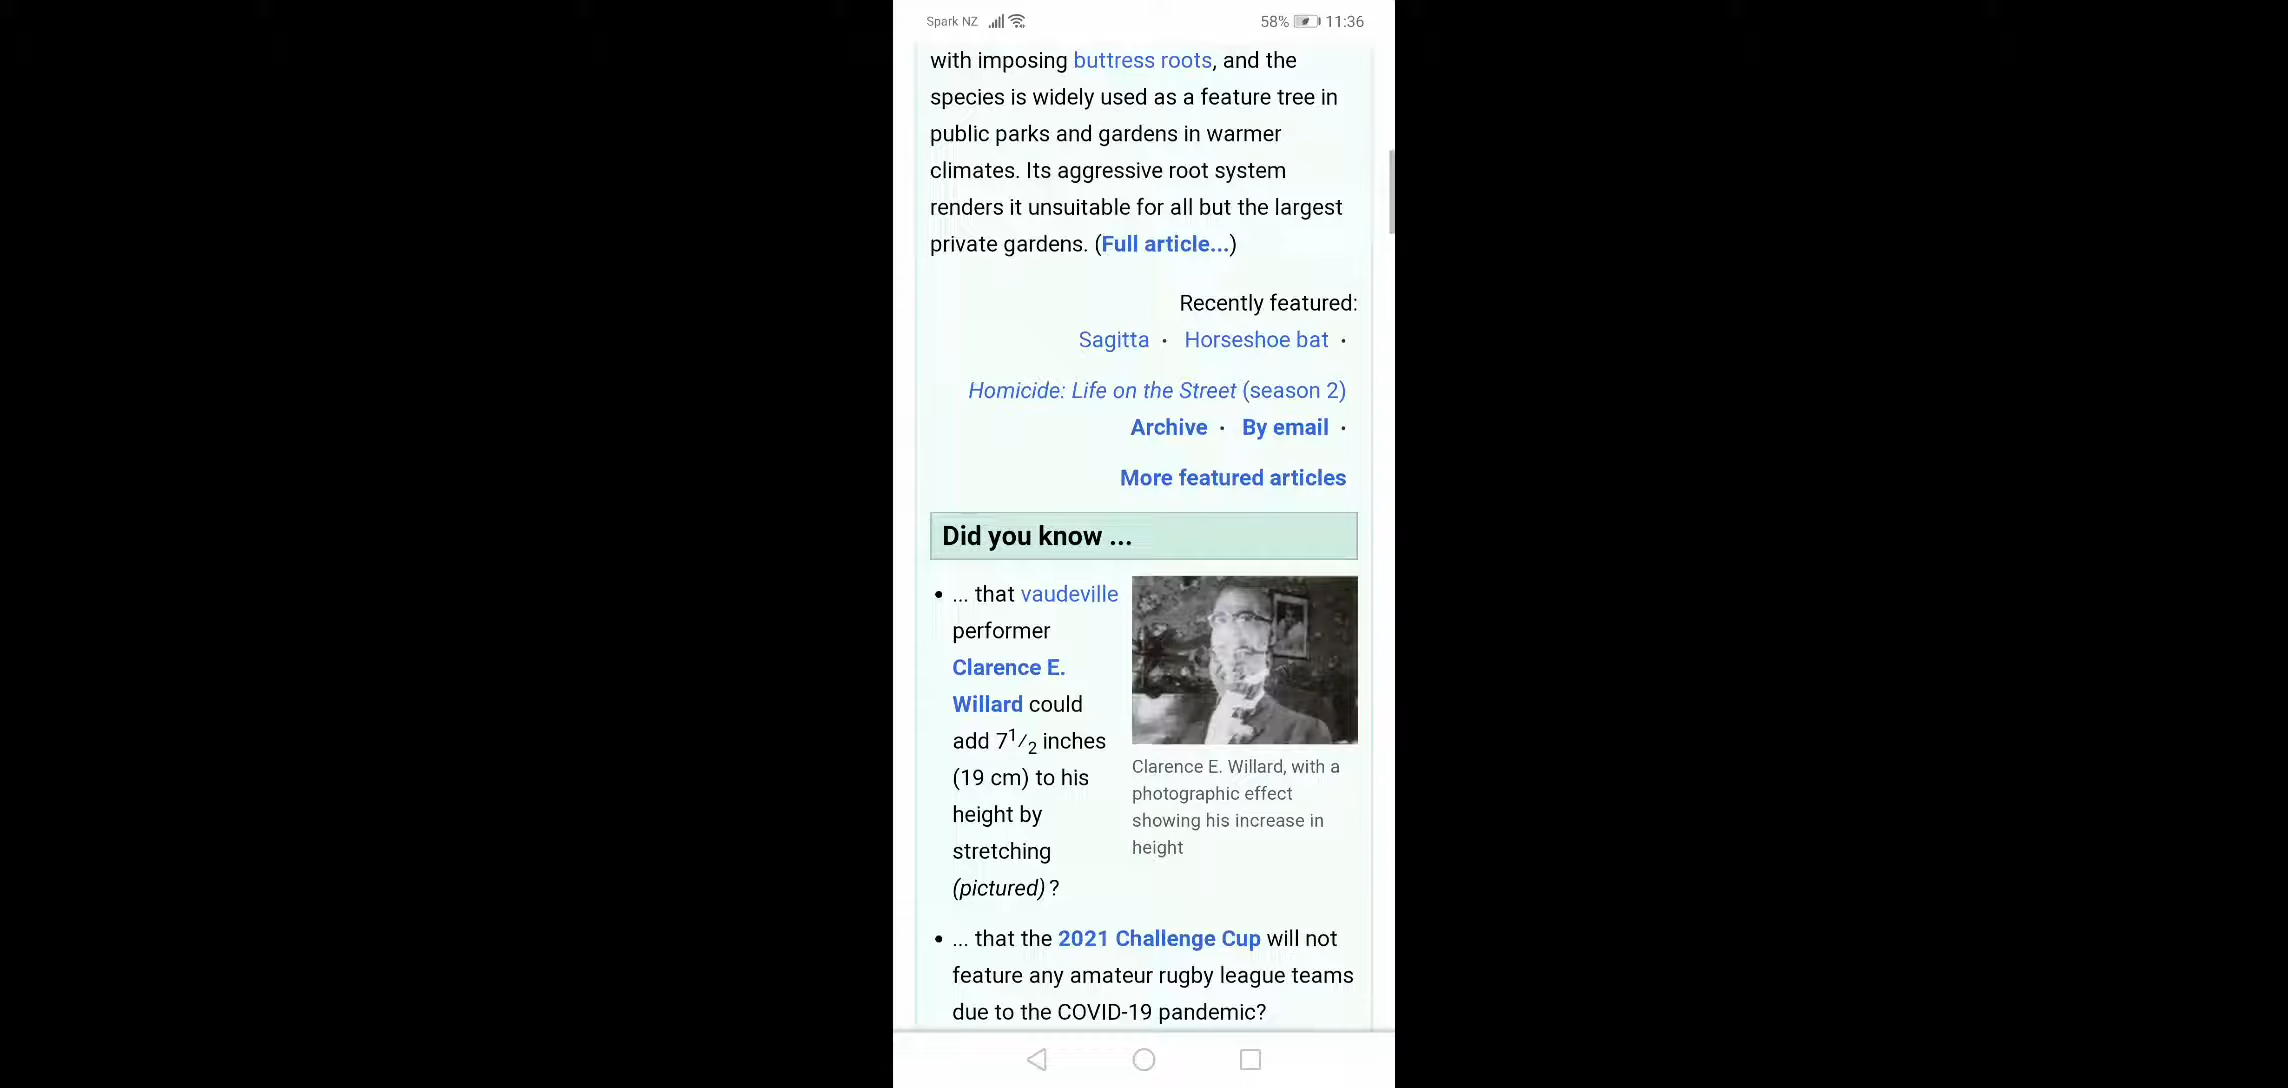 Spark NZ 58% 11:36
with imposing buttress roots, and the
species is widely used as a feature tree in
public parks and gardens in warmer
climates. Its aggressive root system
renders it unsuitable for all but the largest
private gardens. (Full article...)
Recently featured:
Sagitta · Horseshoe bat ·
Homicide: Life on the Street (season 2)
Archive · By email ·
More featured articles
Did you know ...
• ... that vaudeville
performer
Clarence E.
Willard could
add 7 1/2 inches
(19 cm) to his
height by
stretching
(pictured) ?
Clarence E. Willard, with a
photographic effect
showing his increase in
height
• ... that the 2021 Challenge Cup will not
feature any amateur rugby league teams
due to the COVID-19 pandemic?